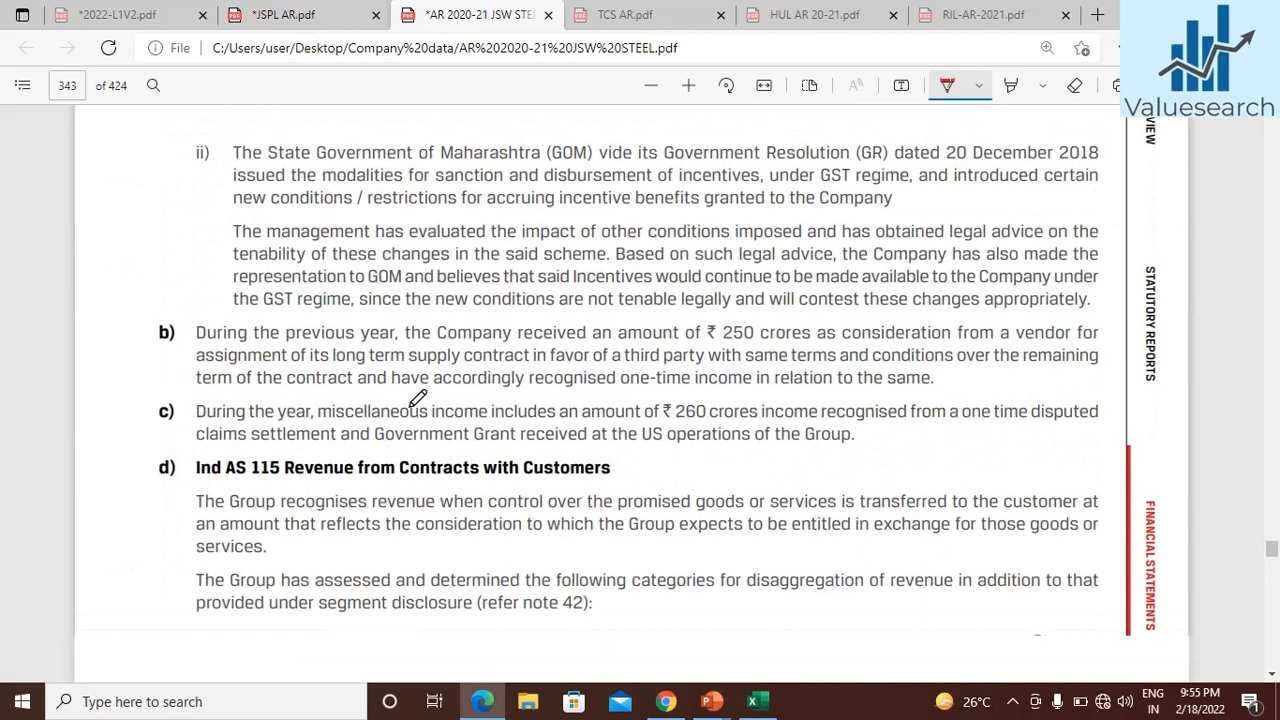 *2022-L1V2.pdf
*JSPL AR.pdf
*AR 2020-21 JSW STEE
TCS AR.pdf
HUL AR 20-21.pdf
RIL-AR-2021.pdf
File
C:/Users/user/Desktop/Company%20data/AR%202020-21%20JSW%20STEEL.pdf
343 of 424
Valuesearch
ii) The State Government of Maharashtra (GOM) vide its Government Resolution (GR) dated 20 December 2018
issued the modalities for sanction and disbursement of incentives, under GST regime, and introduced certain
new conditions / restrictions for accruing incentive benefits granted to the Company
The management has evaluated the impact of other conditions imposed and has obtained legal advice on the
tenability of these changes in the said scheme. Based on such legal advice, the Company has also made the
representation to GOM and believes that said Incentives would continue to be made available to the Company under
the GST regime, since the new conditions are not tenable legally and will contest these changes appropriately.
b) During the previous year, the Company received an amount of ₹ 250 crores as consideration from a vendor for
assignment of its long term supply contract in favor of a third party with same terms and conditions over the remaining
term of the contract and have accordingly recognised one-time income in relation to the same.
c) During the year, miscellaneous income includes an amount of ₹ 260 crores income recognised from a one time disputed
claims settlement and Government Grant received at the US operations of the Group.
d) Ind AS 115 Revenue from Contracts with Customers
The Group recognises revenue when control over the promised goods or services is transferred to the customer at
an amount that reflects the consideration to which the Group expects to be entitled in exchange for those goods or
services.
The Group has assessed and determined the following categories for disaggregation of revenue in addition to that
provided under segment disclosure (refer note 42):
VIEW
STATUTORY REPORTS
FINANCIAL STATEMENTS
Type here to search
26°C
ENG
IN
9:55 PM
2/18/2022
1